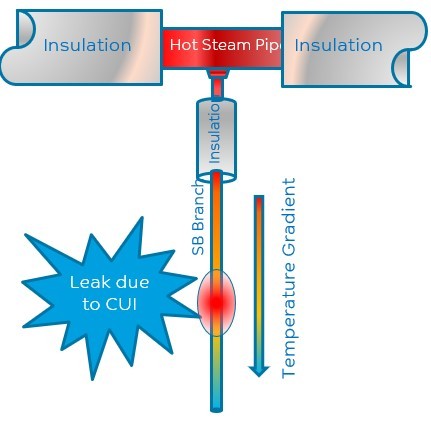 Insulation
Hot Steam Pipe
Insulation
Insulation
SB Branch
Temperature Gradient
Leak due
to CUI